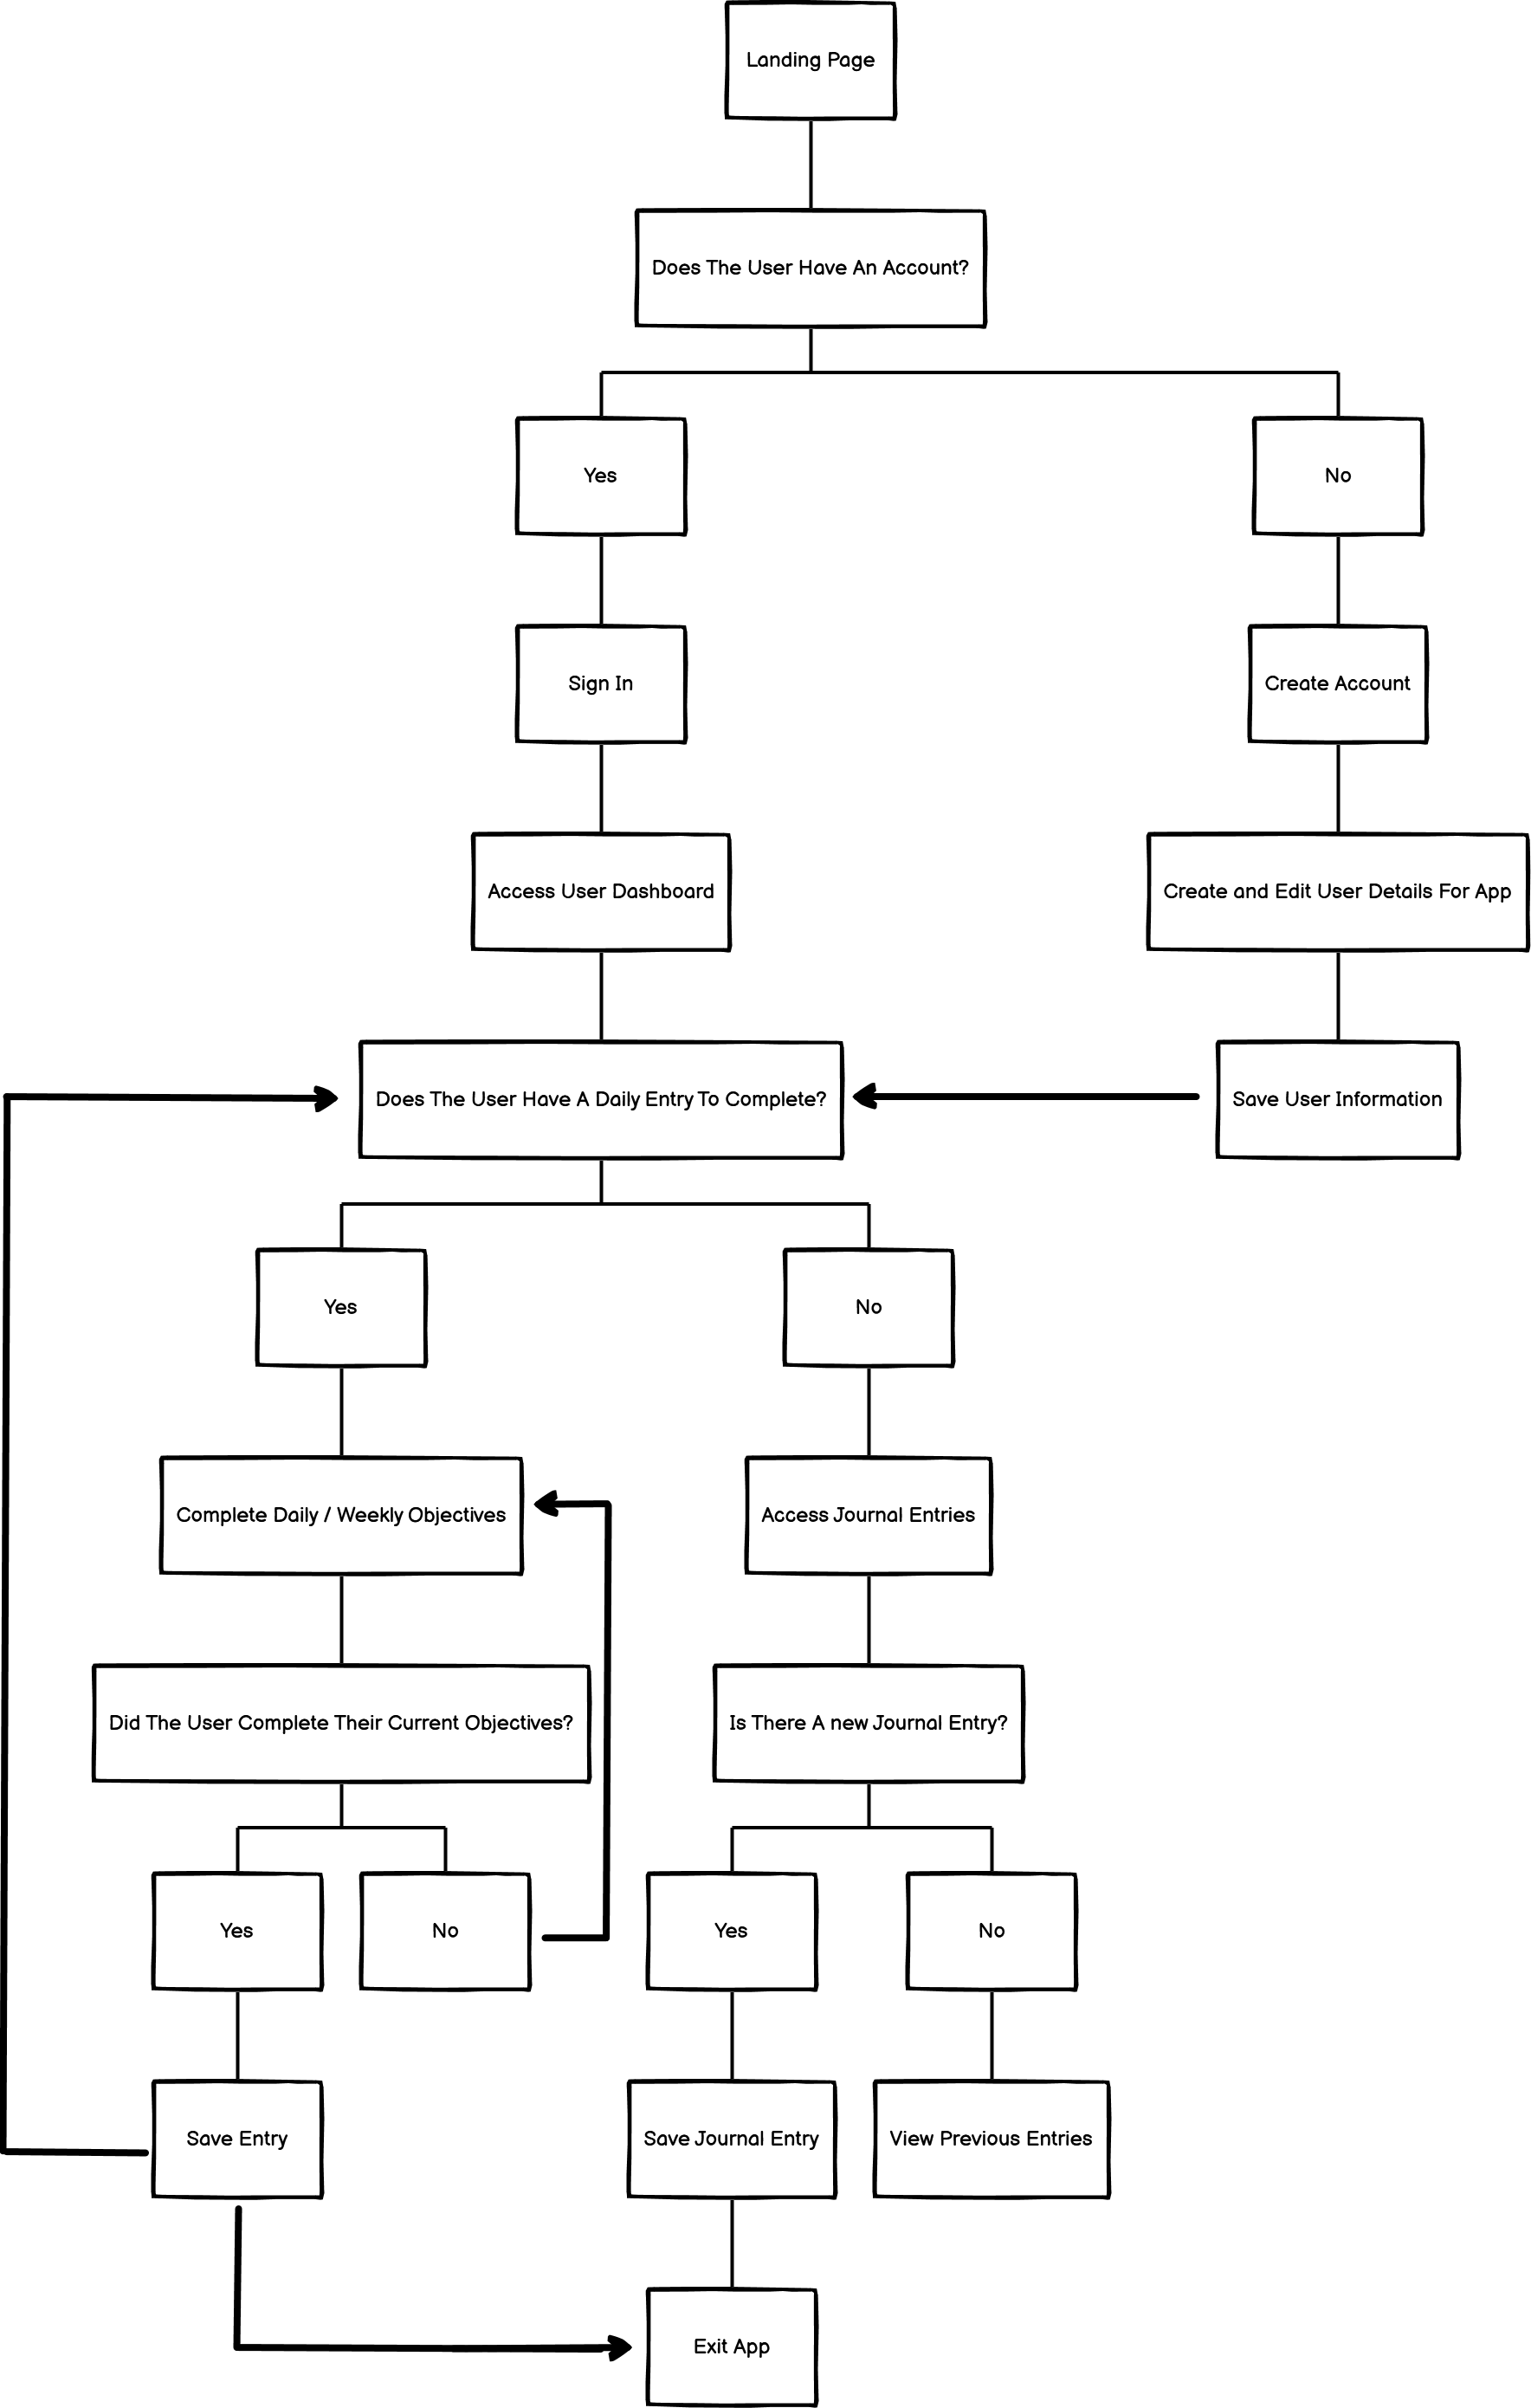 Landing Page
Does The User Have An Account?
Yes
No
Sign In
Create Account
Access User Dashboard
Create and Edit User Details For App
Does The User Have A Daily Entry To Complete?
Save User Information
Yes
No
Complete Daily / Weekly Objectives
Access Journal Entries
Did The User Complete Their Current Objectives?
Is There A new Journal Entry?
Yes
No
Yes
No
Save Entry
Save Journal Entry
View Previous Entries
Exit App